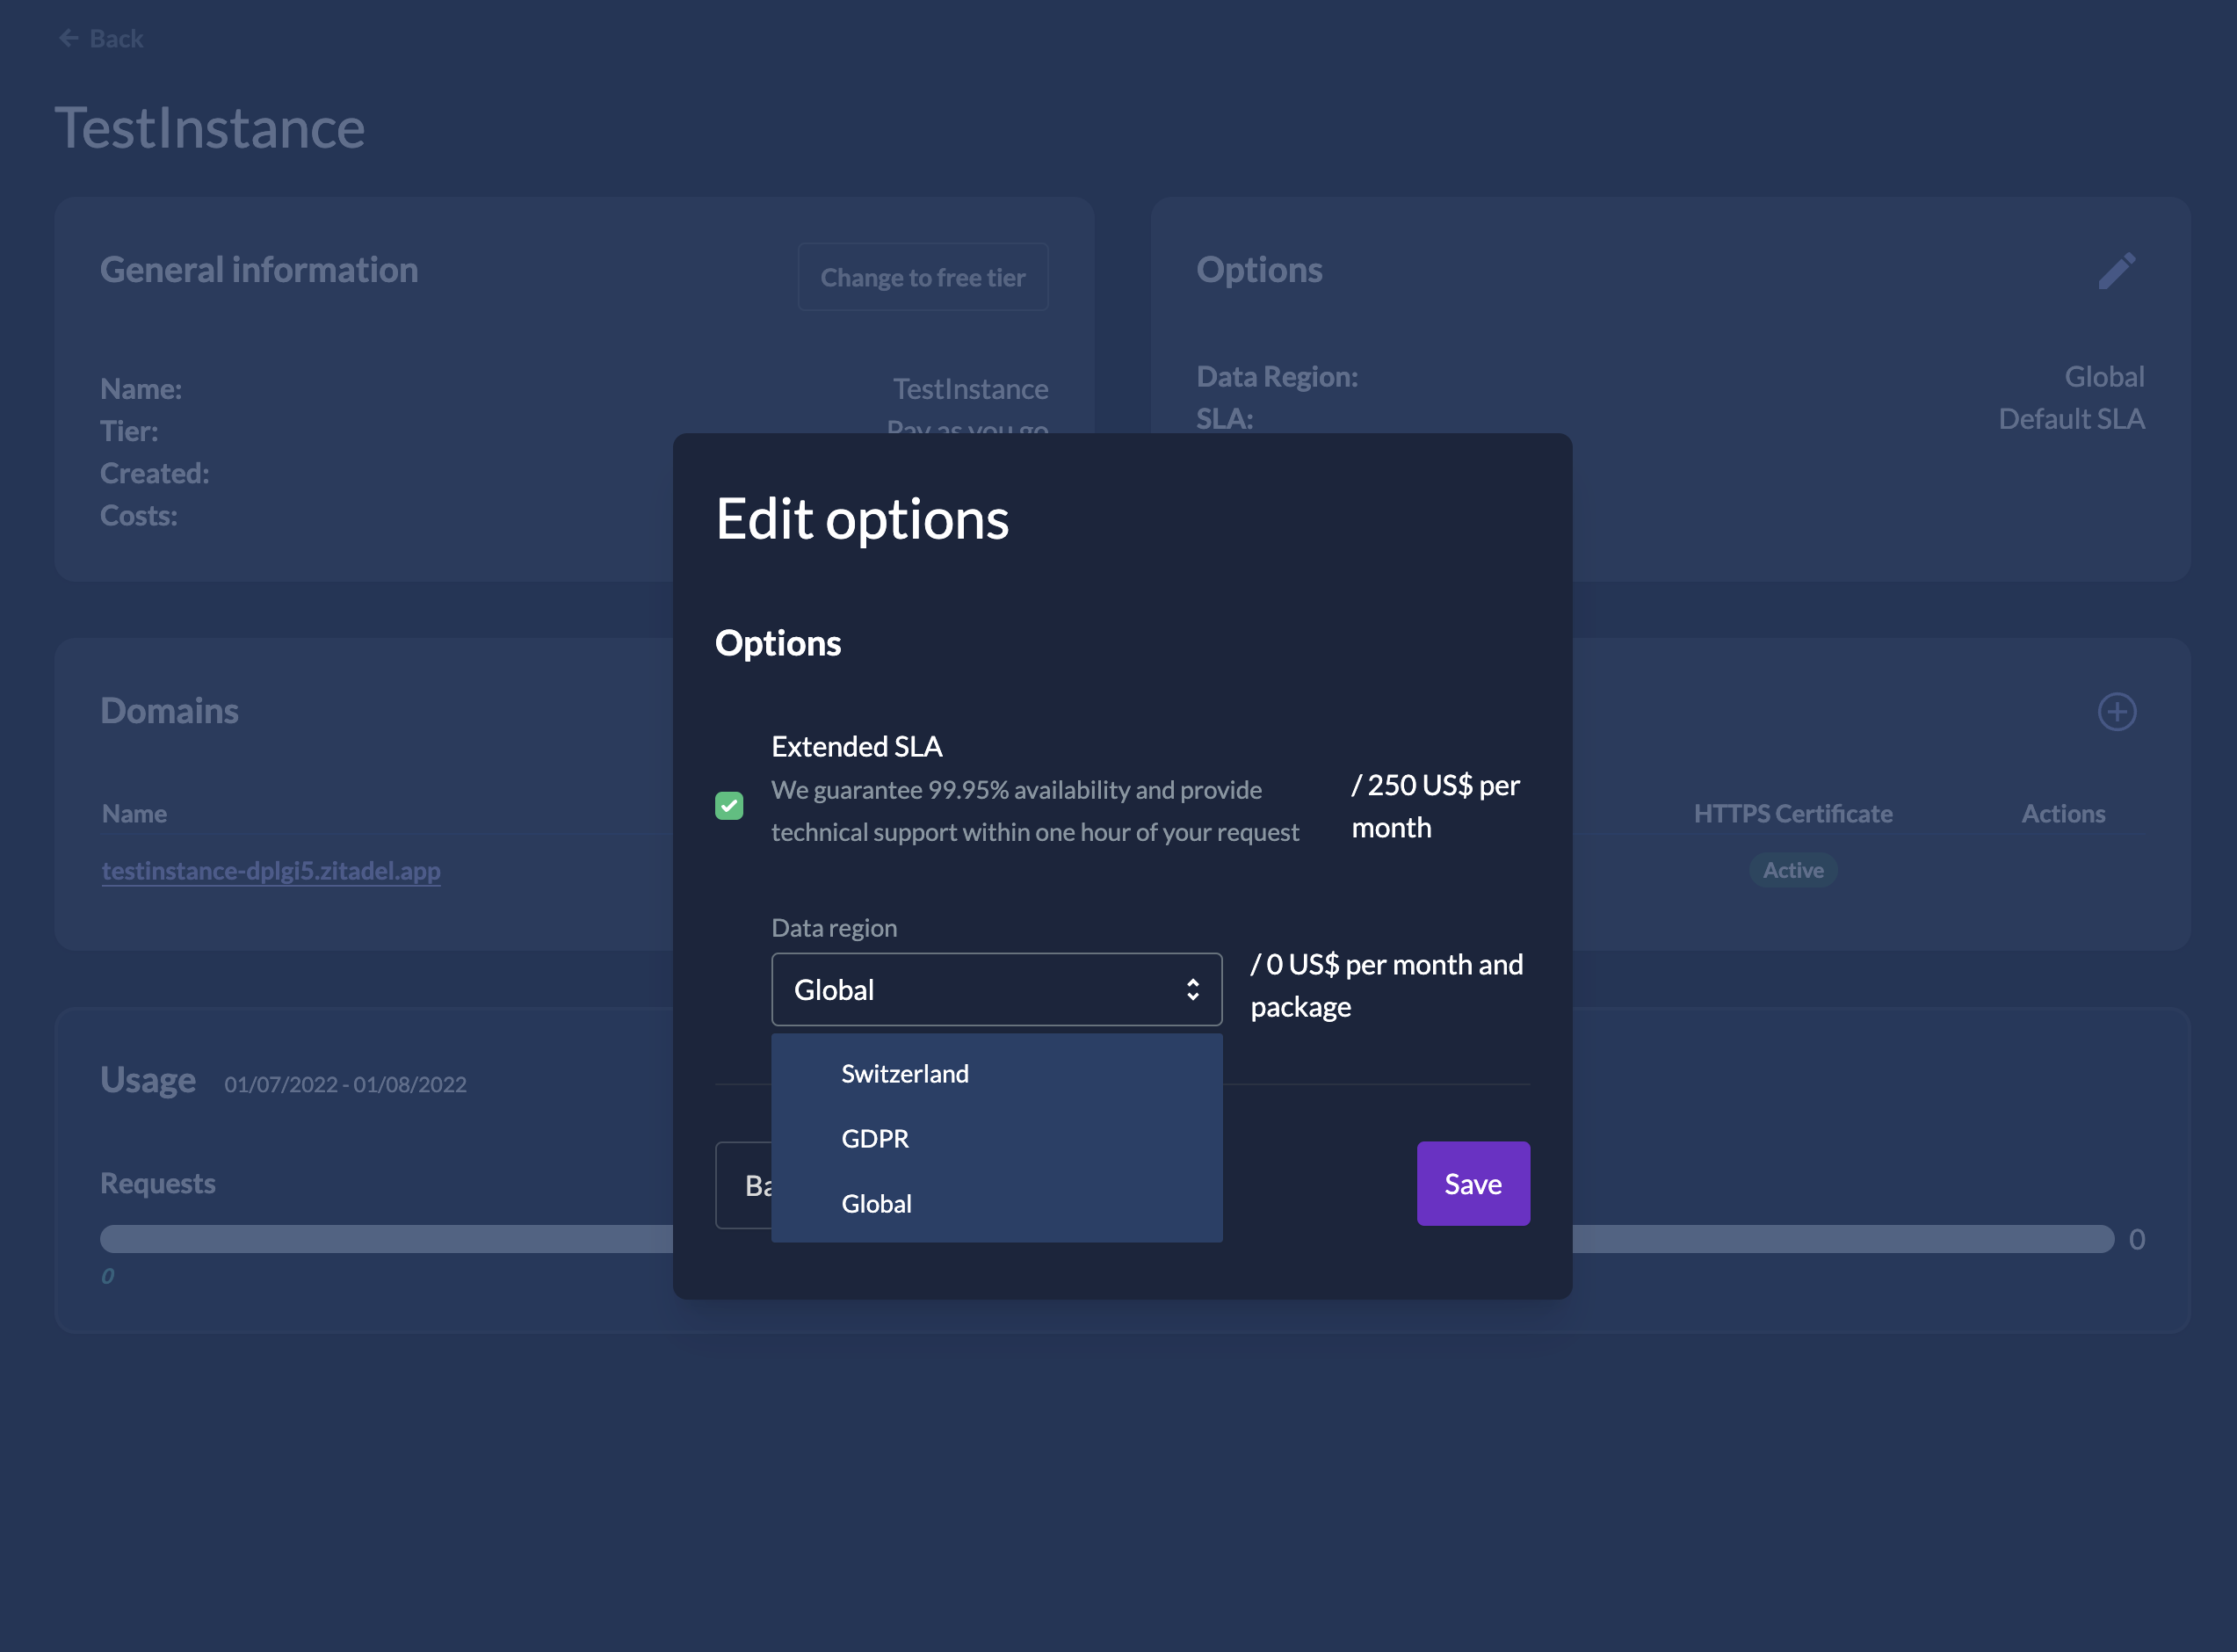 Back
TestInstance
General information
Change to free tier
Name:
TestInstance
Tier:
Pay as you go
Created:
Costs:
Options
Data Region:
Global
SLA:
Default SLA
Domains
Name
HTTPS Certificate
Actions
testinstance-dplgi5.zitadel.app
Active
Usage
01/07/2022 - 01/08/2022
Requests
0
0
Edit options
Options
Extended SLA
We guarantee 99.95% availability and provide
technical support within one hour of your request
/ 250 US$ per
month
Data region
Global
/ 0 US$ per month and
package
Switzerland
GDPR
Global
Ba
Save